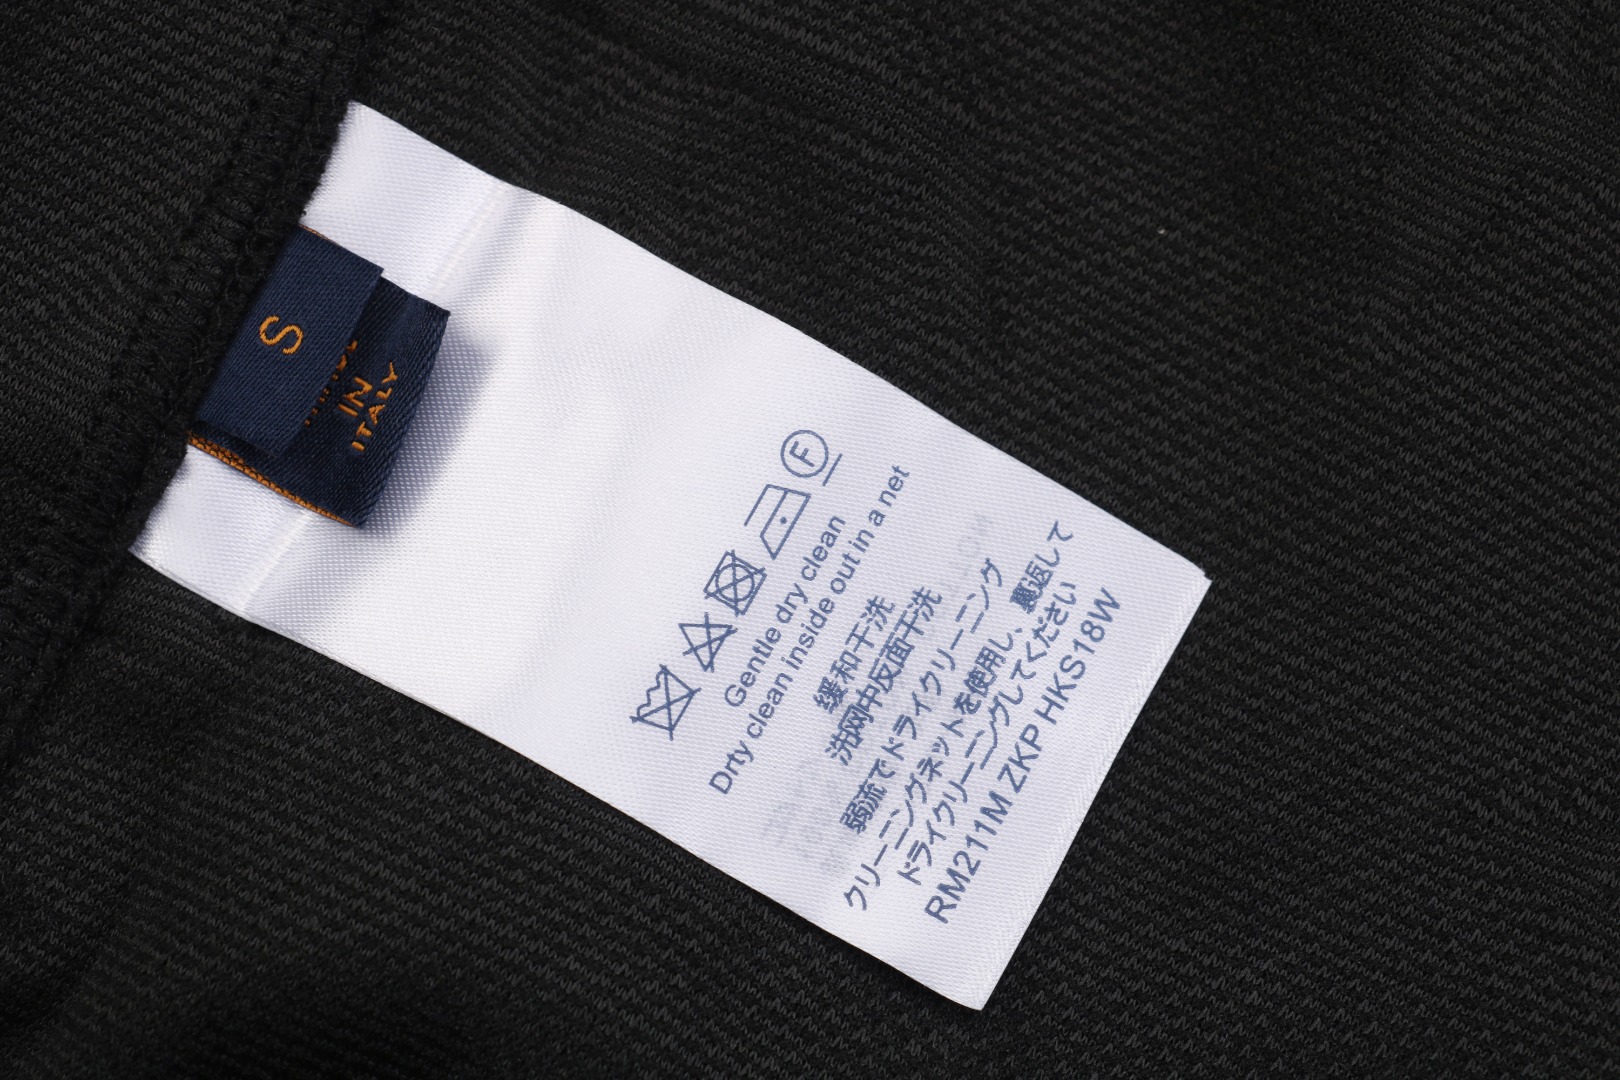 S
IN
ITALY
F
Gentle dry clean
Drty clean inside out in a net
缓和干洗
洗网中反面干洗
弱流でドライクリーニング
クリーニングネットを使用し、裏返して
ドライクリーニングしてください
RM211M ZKP HKS18W